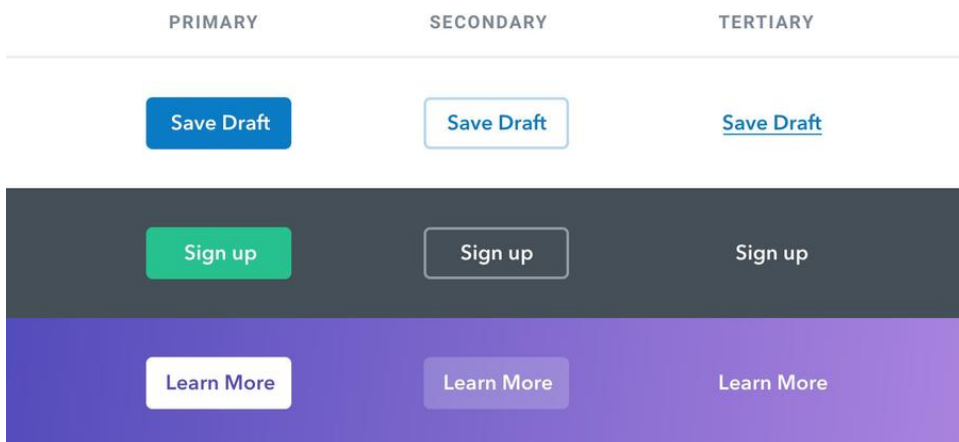 PRIMARY SECONDARY TERTIARY
Save Draft Save Draft Save Draft
Sign up Sign up Sign up
Learn More Learn More Learn More